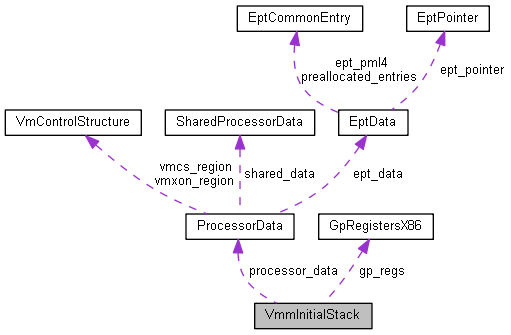 EptCommonEntry
EptPointer
ept_pml4
preallocated_entries
ept_pointer
VmControlStructure
SharedProcessorData
EptData
vmcs_region
vmxon_region
shared_data
ept_data
ProcessorData
GpRegistersX86
processor_data
gp_regs
VmmInitialStack